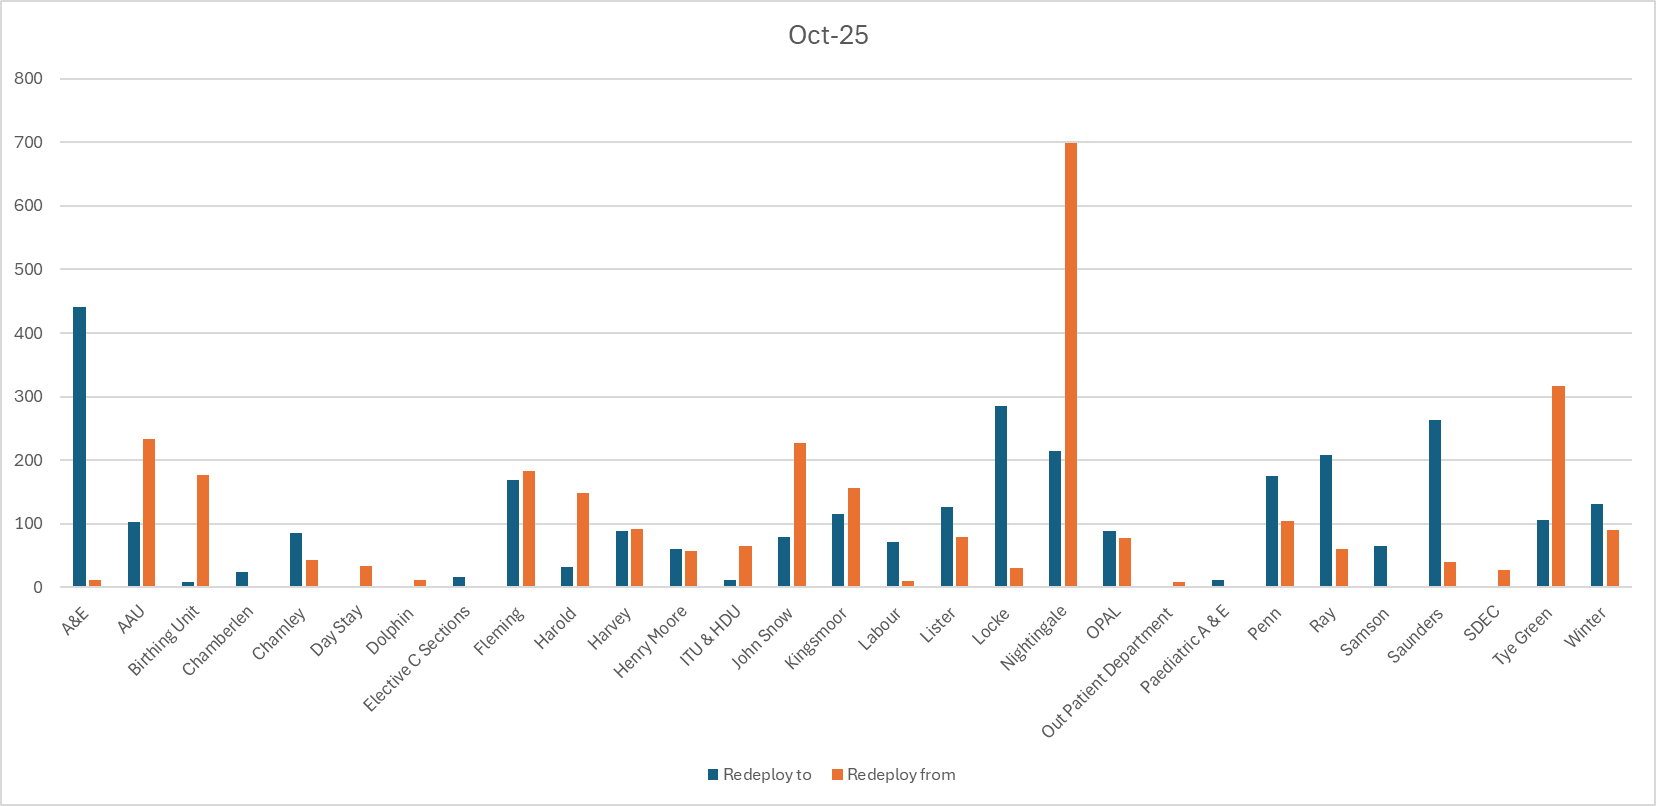 Oct-25
800
700
600
500
400
300
200
100
0
A&E
AAU
Birthing Unit
Chamberlen
Charnley
Day Stay
Dolphin
Elective C Sections
Fleming
Harold
Harvey
Henry Moore
ITU & HDU
John Snow
Kingsmoor
Labour
Lister
Locke
Nightingale
OPAL
Out Patient Department
Paediatric A & E
Penn
Ray
Samson
Saunders
SDEC
Tye Green
Winter
Redeploy to
Redeploy from